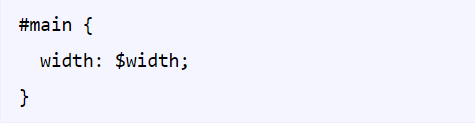 #main {
  width: $width;
}